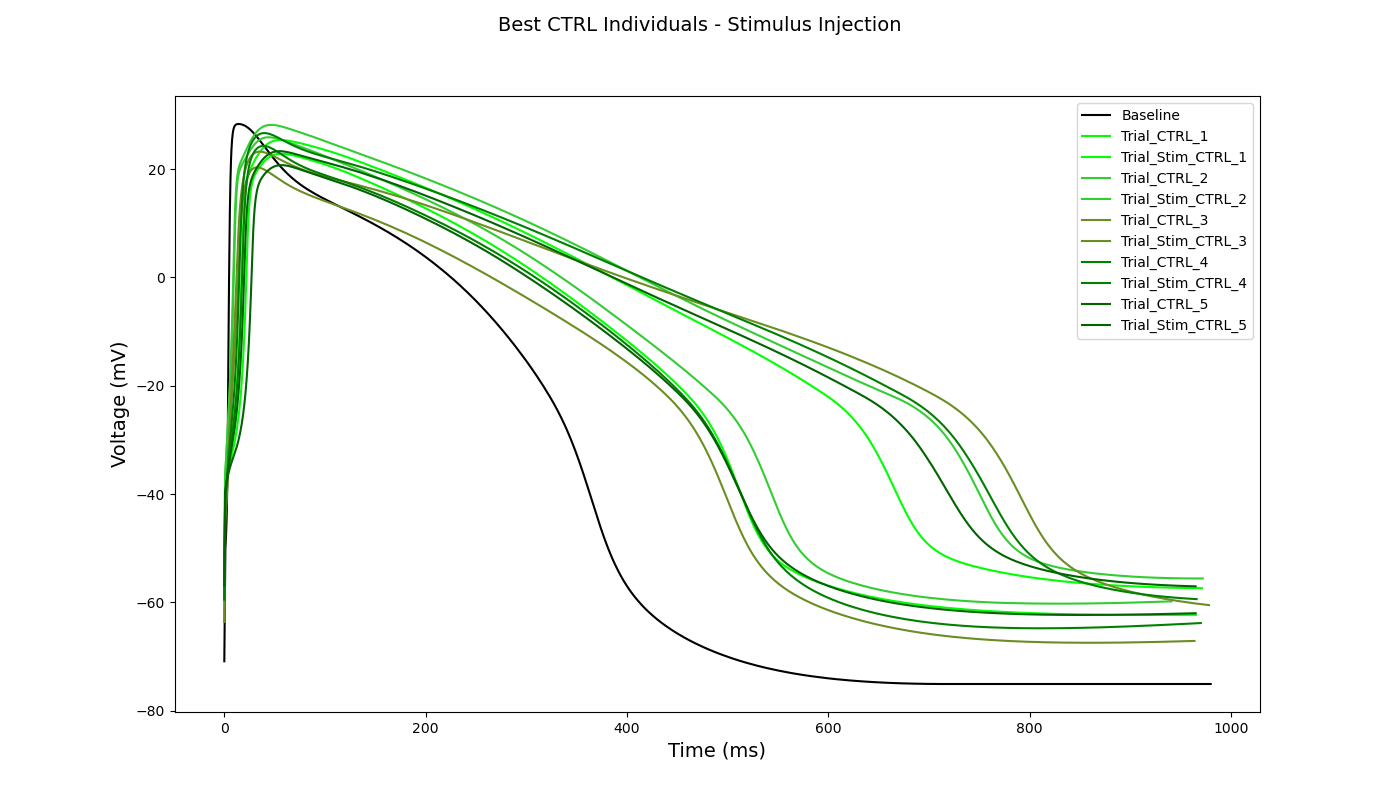 Best CTRL Individuals - Stimulus Injection
Baseline
Trial_CTRL_1
Trial_Stim_CTRL_1
Trial_CTRL_2
Trial_Stim_CTRL_2
Trial_CTRL_3
Trial_Stim_CTRL_3
Trial_CTRL_4
Trial_Stim_CTRL_4
Trial_CTRL_5
Trial_Stim_CTRL_5
Voltage (mV)
20
0
−20
−40
−60
−80
0 200 400 600 800 1000
Time (ms)